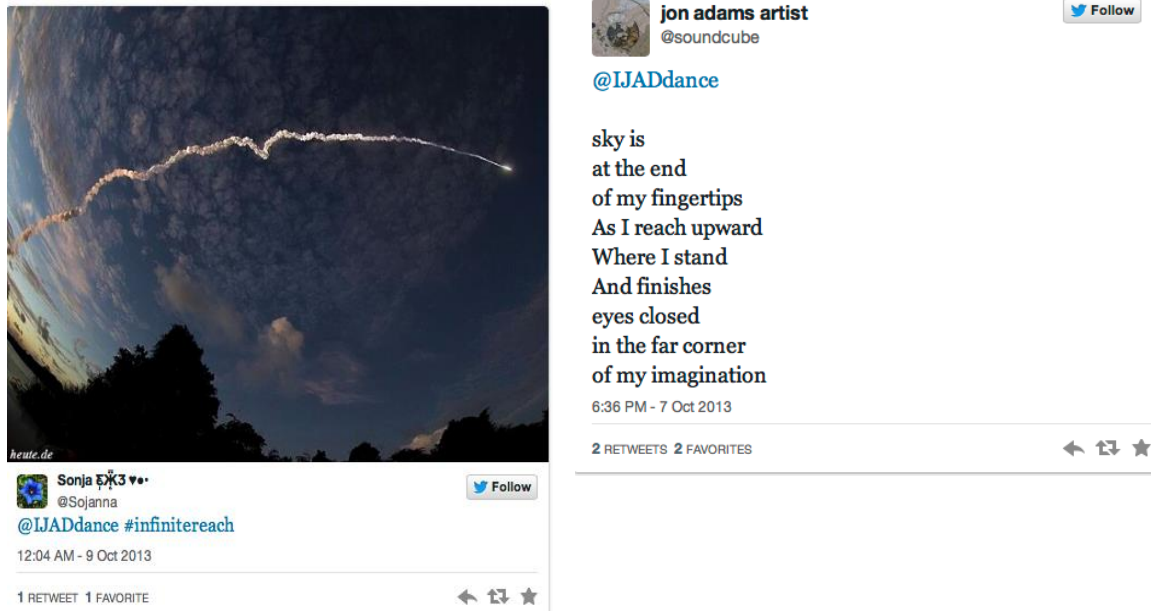 heute.de
Sonja
Follow
@Sojanna
@IJADdance #infinitereach
12:04 AM - 9 Oct 2013
1 RETWEET 1 FAVORITE
jon adams artist
Follow
@soundcube
@IJADdance
sky is
at the end
of my fingertips
As I reach upward
Where I stand
And finishes
eyes closed
in the far corner
of my imagination
6:36 PM - 7 Oct 2013
2 RETWEETS 2 FAVORITES